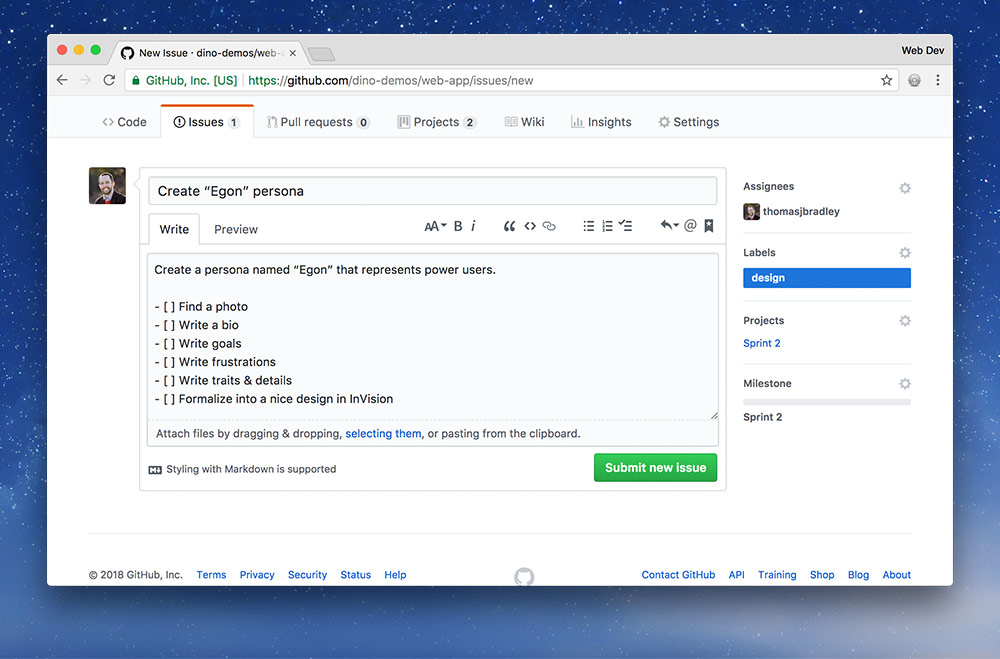 New Issue · dino-demos/web-
Web Dev
GitHub, Inc. [US] https://github.com/dino-demos/web-app/issues/new
Code Issues 1 Pull requests 0 Projects 2 Wiki Insights Settings
Create “Egon” persona
Write Preview AA B i
Create a persona named “Egon” that represents power users.
- [ ] Find a photo
- [ ] Write a bio
- [ ] Write goals
- [ ] Write frustrations
- [ ] Write traits & details
- [ ] Formalize into a nice design in InVision
Attach files by dragging & dropping, selecting them, or pasting from the clipboard.
Styling with Markdown is supported
Submit new issue
Assignees
thomasjbradley
Labels
design
Projects
Sprint 2
Milestone
Sprint 2
© 2018 GitHub, Inc. Terms Privacy Security Status Help
Contact GitHub API Training Shop Blog About